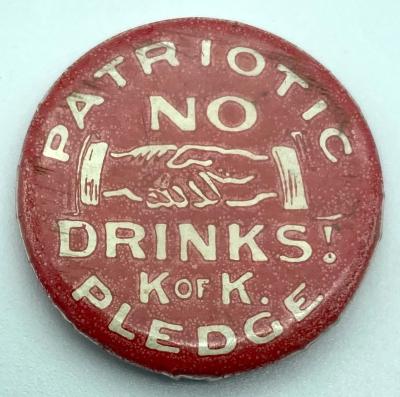 PATRIOTIC
NO
DRINKS!
K OF K.
PLEDGE